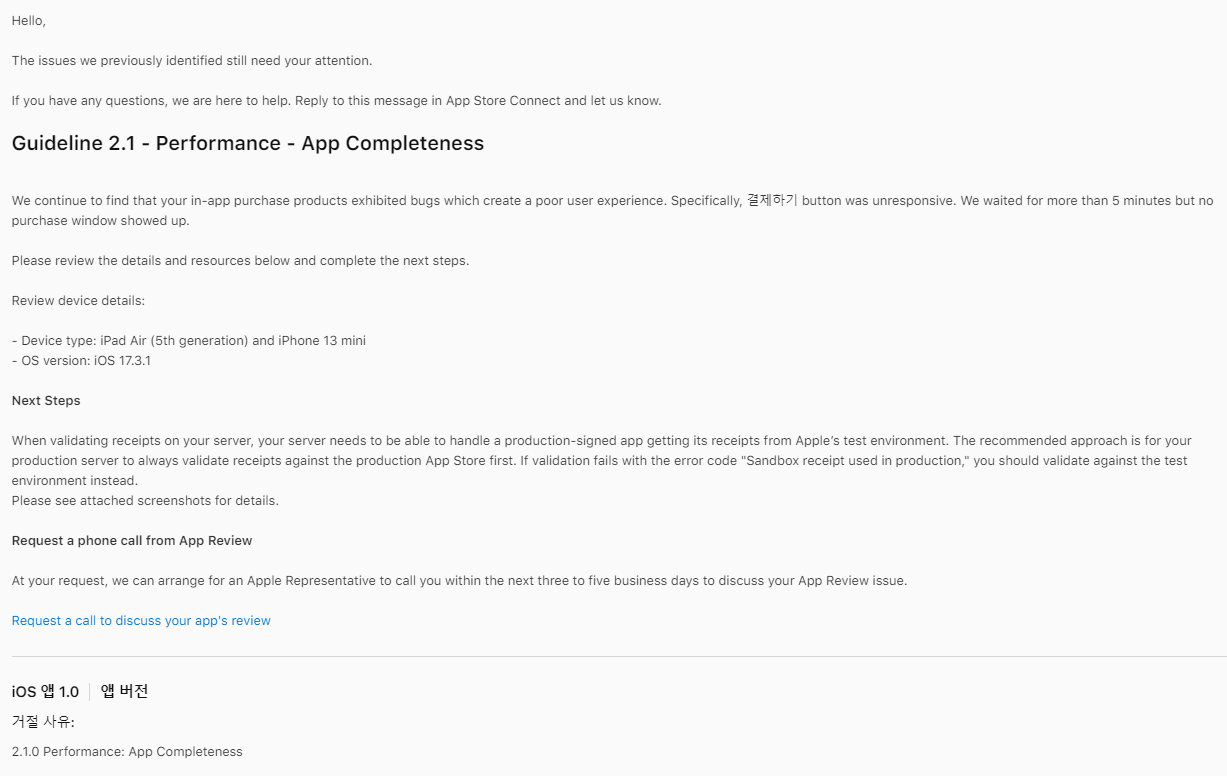 Hello,
The issues we previously identified still need your attention.
If you have any questions, we are here to help. Reply to this message in App Store Connect and let us know.
Guideline 2.1 - Performance - App Completeness
We continue to find that your in-app purchase products exhibited bugs which create a poor user experience. Specifically, 결제하기 button was unresponsive. We waited for more than 5 minutes but no
purchase window showed up.
Please review the details and resources below and complete the next steps.
Review device details:
- Device type: iPad Air (5th generation) and iPhone 13 mini
- OS version: iOS 17.3.1
Next Steps
When validating receipts on your server, your server needs to be able to handle a production-signed app getting its receipts from Apple’s test environment. The recommended approach is for your
production server to always validate receipts against the production App Store first. If validation fails with the error code "Sandbox receipt used in production," you should validate against the test
environment instead.
Please see attached screenshots for details.
Request a phone call from App Review
At your request, we can arrange for an Apple Representative to call you within the next three to five business days to discuss your App Review issue.
Request a call to discuss your app's review
iOS 앱 1.0 앱 버전
거절 사유:
2.1.0 Performance: App Completeness